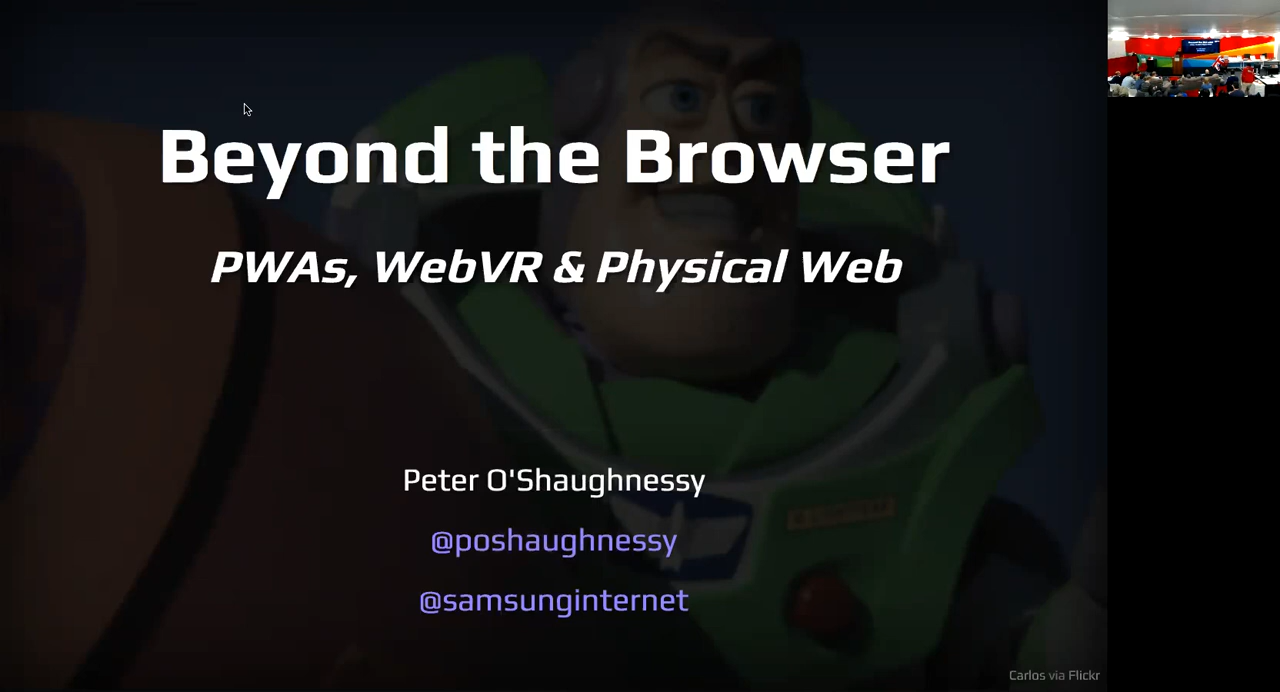 Beyond the Browser
PWAs, WebVR & Physical Web
Peter O'Shaughnessy
@poshaughnessy
@samsunginternet
Carlos via Flickr